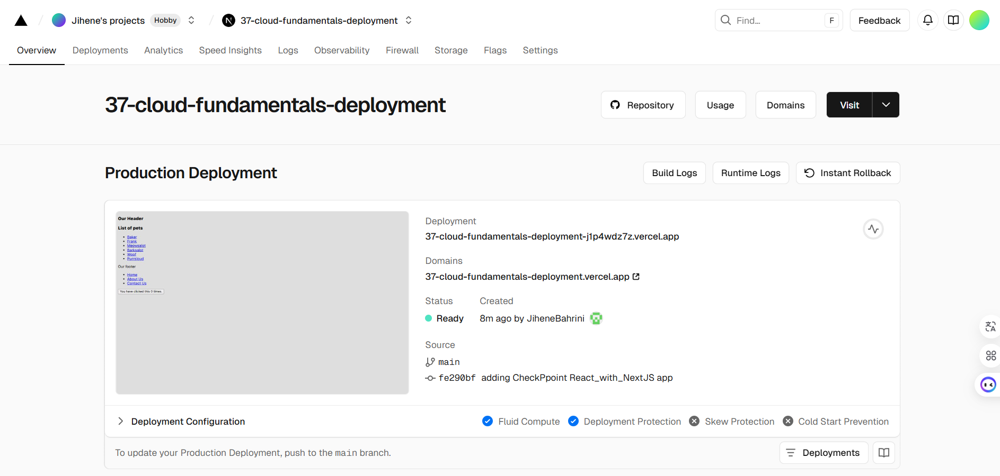 Jihene's projects Hobby 37-cloud-fundamentals-deployment Find... F Feedback
Overview Deployments Analytics Speed Insights Logs Observability Firewall Storage Flags Settings
37-cloud-fundamentals-deployment Repository Usage Domains Visit
Production Deployment Build Logs Runtime Logs Instant Rollback
Our Header
List of pets
Baker
Frank
Meowsalot
Barksalot
Woof
Purrsloud
Our footer
Home
About Us
Contact Us
You have clicked this 0 times.
Deployment
37-cloud-fundamentals-deployment-j1p4wdz7z.vercel.app
Domains
37-cloud-fundamentals-deployment.vercel.app
Status Created
Ready 8m ago by JiheneBahrini
Source
main
fe290bf adding CheckPpoint React_with_NextJS app
Deployment Configuration Fluid Compute Deployment Protection Skew Protection Cold Start Prevention
To update your Production Deployment, push to the main branch. Deployments